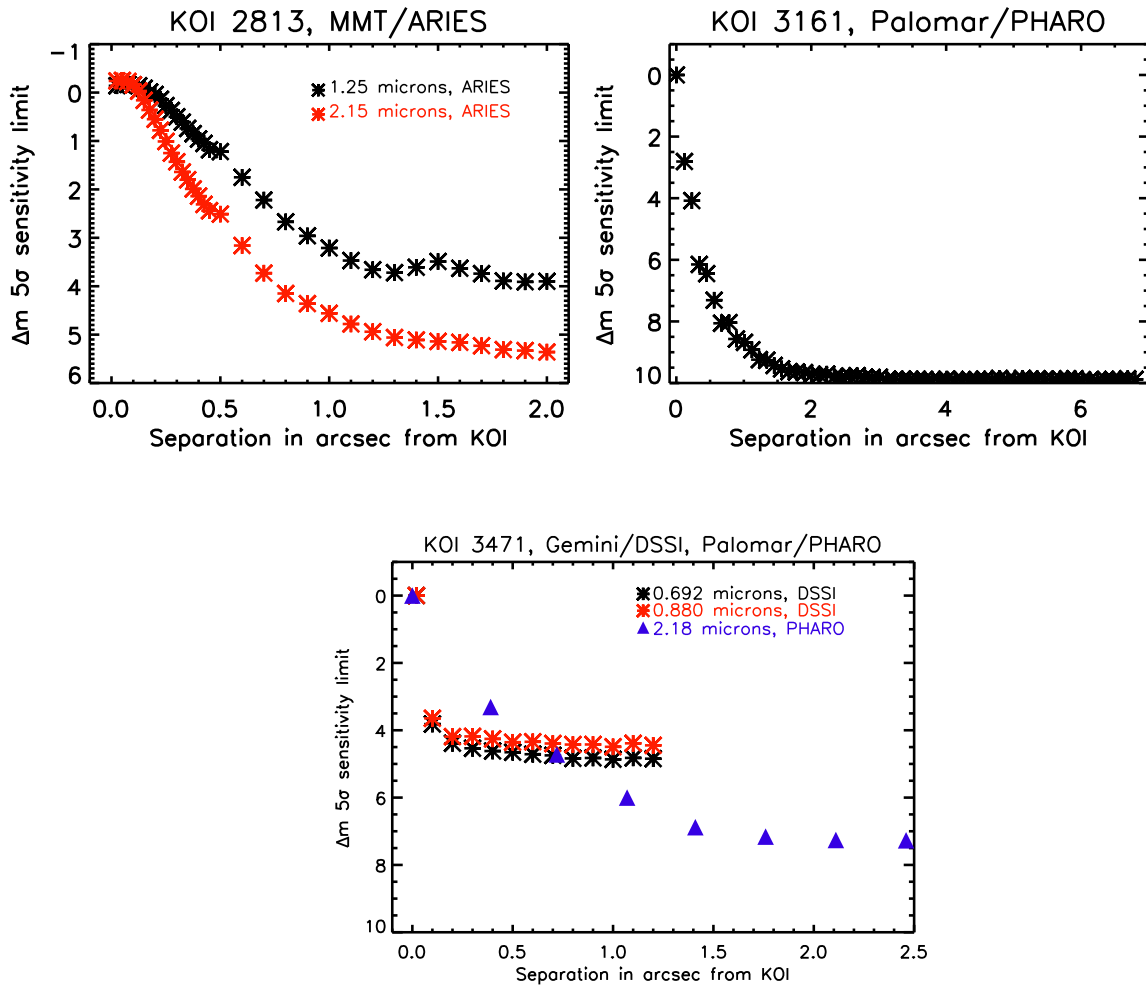 KOI 2813, MMT/ARIES
-1
0
1
2
3
4
5
6
Δm 5σ sensitivity limit
1.25 microns, ARIES
2.15 microns, ARIES
0.0 0.5 1.0 1.5 2.0
Separation in arcsec from KOI
KOI 3161, Palomar/PHARO
0
2
4
6
8
10
Δm 5σ sensitivity limit
0 2 4 6
Separation in arcsec from KOI
KOI 3471, Gemini/DSSI, Palomar/PHARO
0
2
4
6
8
10
Δm 5σ sensitivity limit
0.692 microns, DSSI
0.880 microns, DSSI
2.18 microns, PHARO
0.0 0.5 1.0 1.5 2.0 2.5
Separation in arcsec from KOI